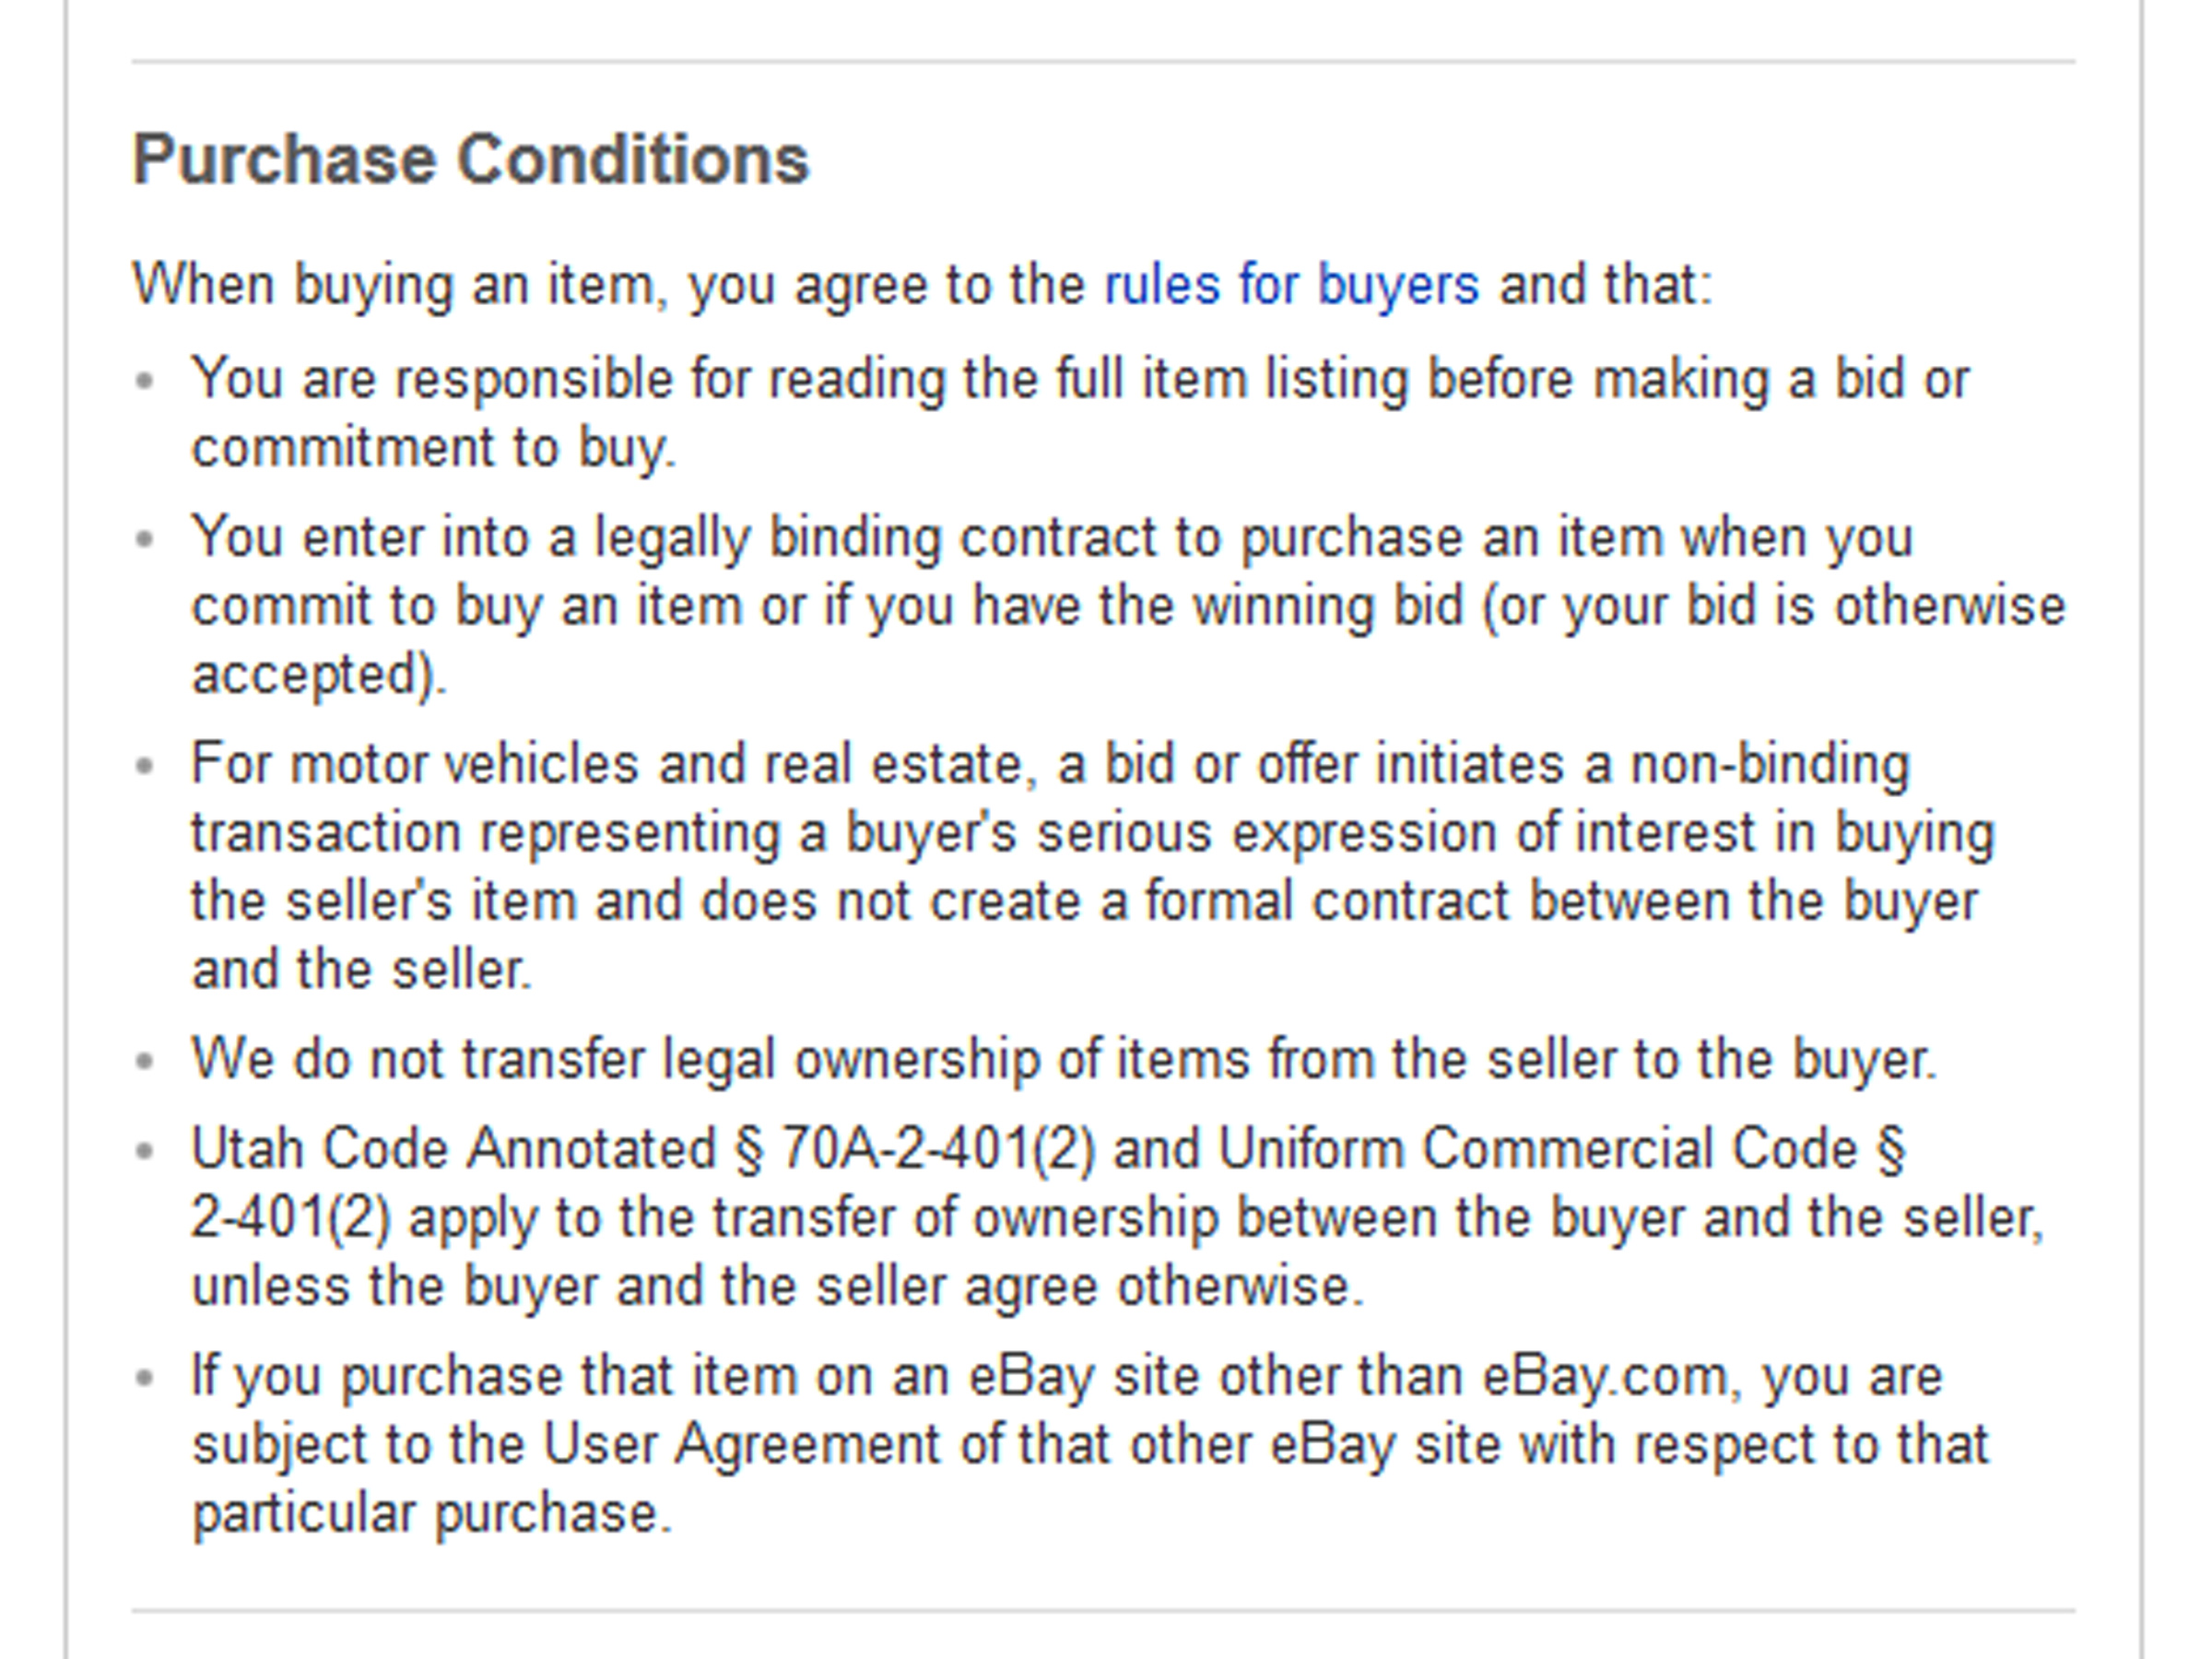 Purchase Conditions
When buying an item, you agree to the rules for buyers and that:
• You are responsible for reading the full item listing before making a bid or
commitment to buy.
• You enter into a legally binding contract to purchase an item when you
commit to buy an item or if you have the winning bid (or your bid is otherwise
accepted).
• For motor vehicles and real estate, a bid or offer initiates a non-binding
transaction representing a buyer's serious expression of interest in buying
the seller's item and does not create a formal contract between the buyer
and the seller.
• We do not transfer legal ownership of items from the seller to the buyer.
• Utah Code Annotated § 70A-2-401(2) and Uniform Commercial Code §
2-401(2) apply to the transfer of ownership between the buyer and the seller,
unless the buyer and the seller agree otherwise.
• If you purchase that item on an eBay site other than eBay.com, you are
subject to the User Agreement of that other eBay site with respect to that
particular purchase.